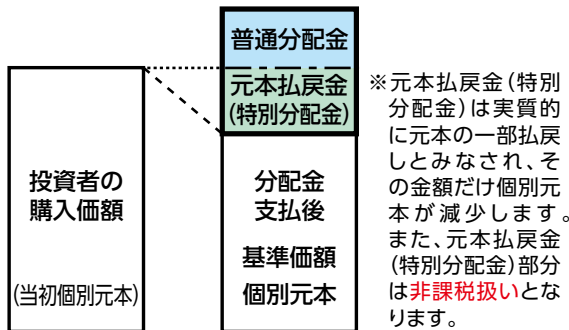 普通分配金
元本払戻金
(特別分配金)
投資者の
購入価額
(当初個別元本)
分配金
支払後
基準価額
個別元本
※元本払戻金(特別
分配金)は実質的
に元本の一部払戻
しとみなされ、そ
の金額だけ個別元
本が減少します。
また、元本払戻金
(特別分配金)部分
は非課税扱いとな
ります。